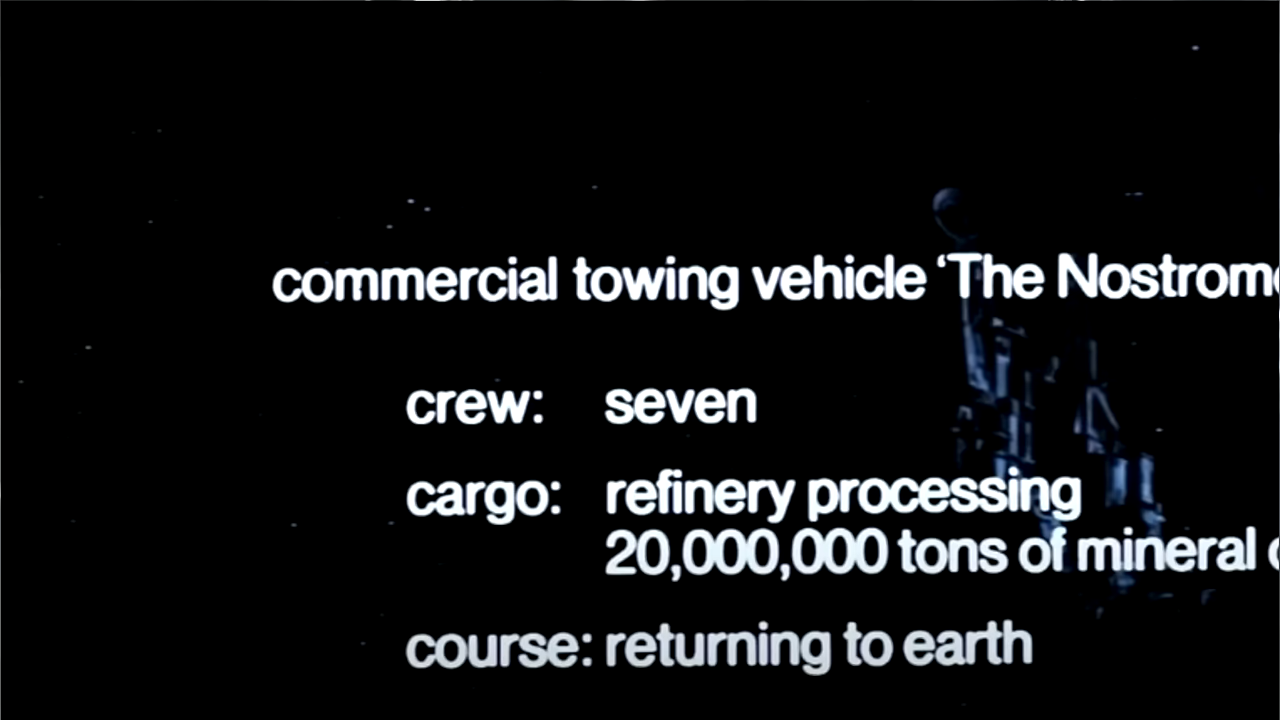 commercial towing vehicle ‘The Nostromo
crew: seven
cargo: refinery processing
20,000,000 tons of mineral
course: returning to earth